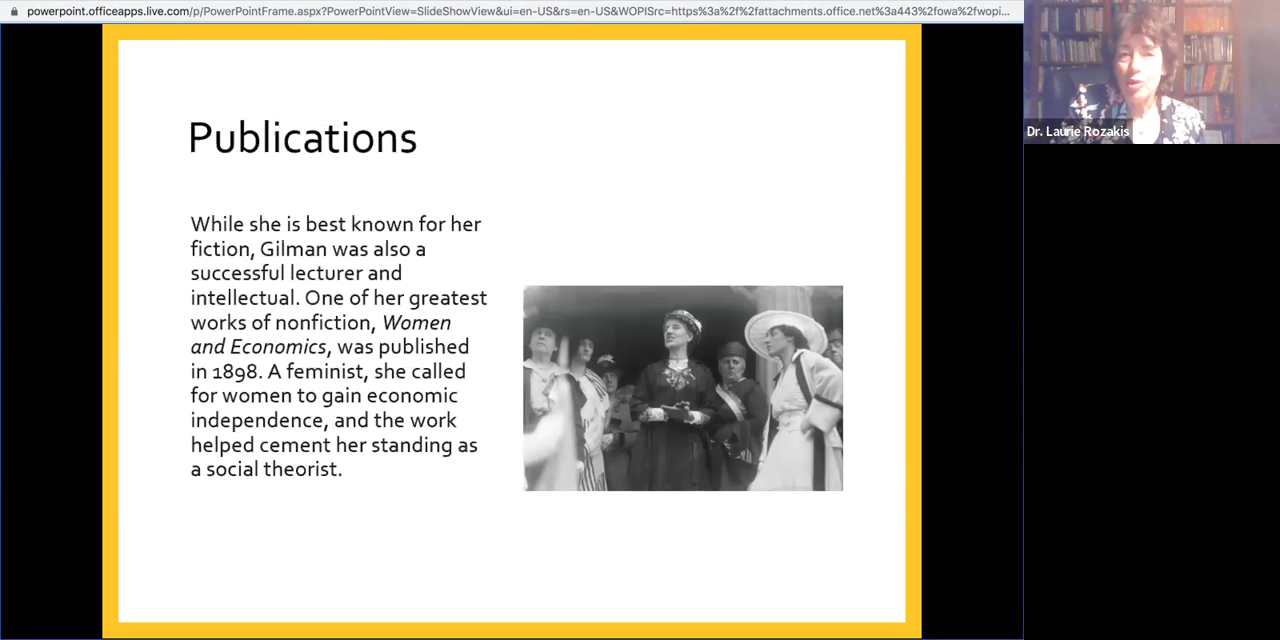 powerpoint.officeapps.live.com/p/PowerPointFrame.aspx?PowerPointView=SlideShowView&ui=en-US&rs=en-US&WOPISrc=https%3a%2f%2fattachments.office.net%3a443%2fowa%2fwopi...
Dr. Laurie Rozakis
Publications
While she is best known for her
fiction, Gilman was also a
successful lecturer and
intellectual. One of her greatest
works of nonfiction, Women
and Economics, was published
in 1898. A feminist, she called
for women to gain economic
independence, and the work
helped cement her standing as
a social theorist.